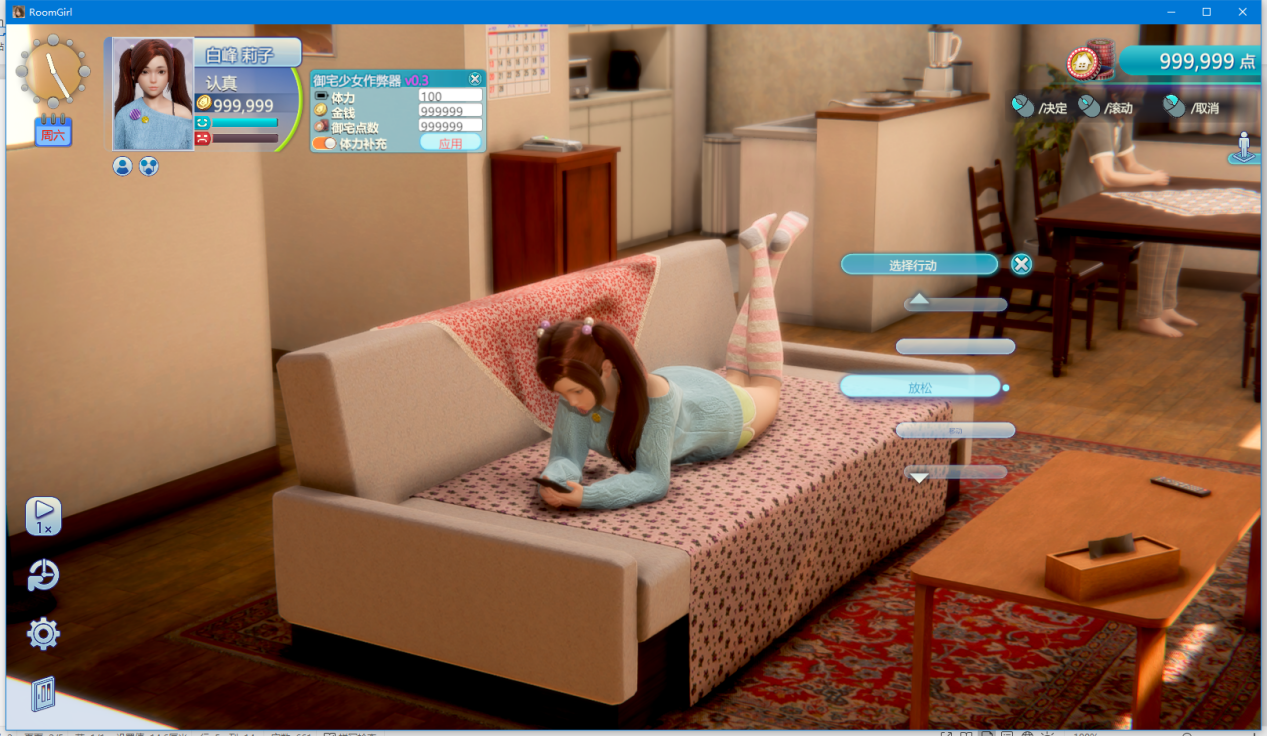 RoomGirl
白峰 莉子
认真
999,999
周六
御宅少女作弊器 v0.3
体力 100
金钱 999999
御宅点数 999999
体力补充 应用
999,999 点
/决定 /滚动 /取消
选择行动
放松
1×
100%